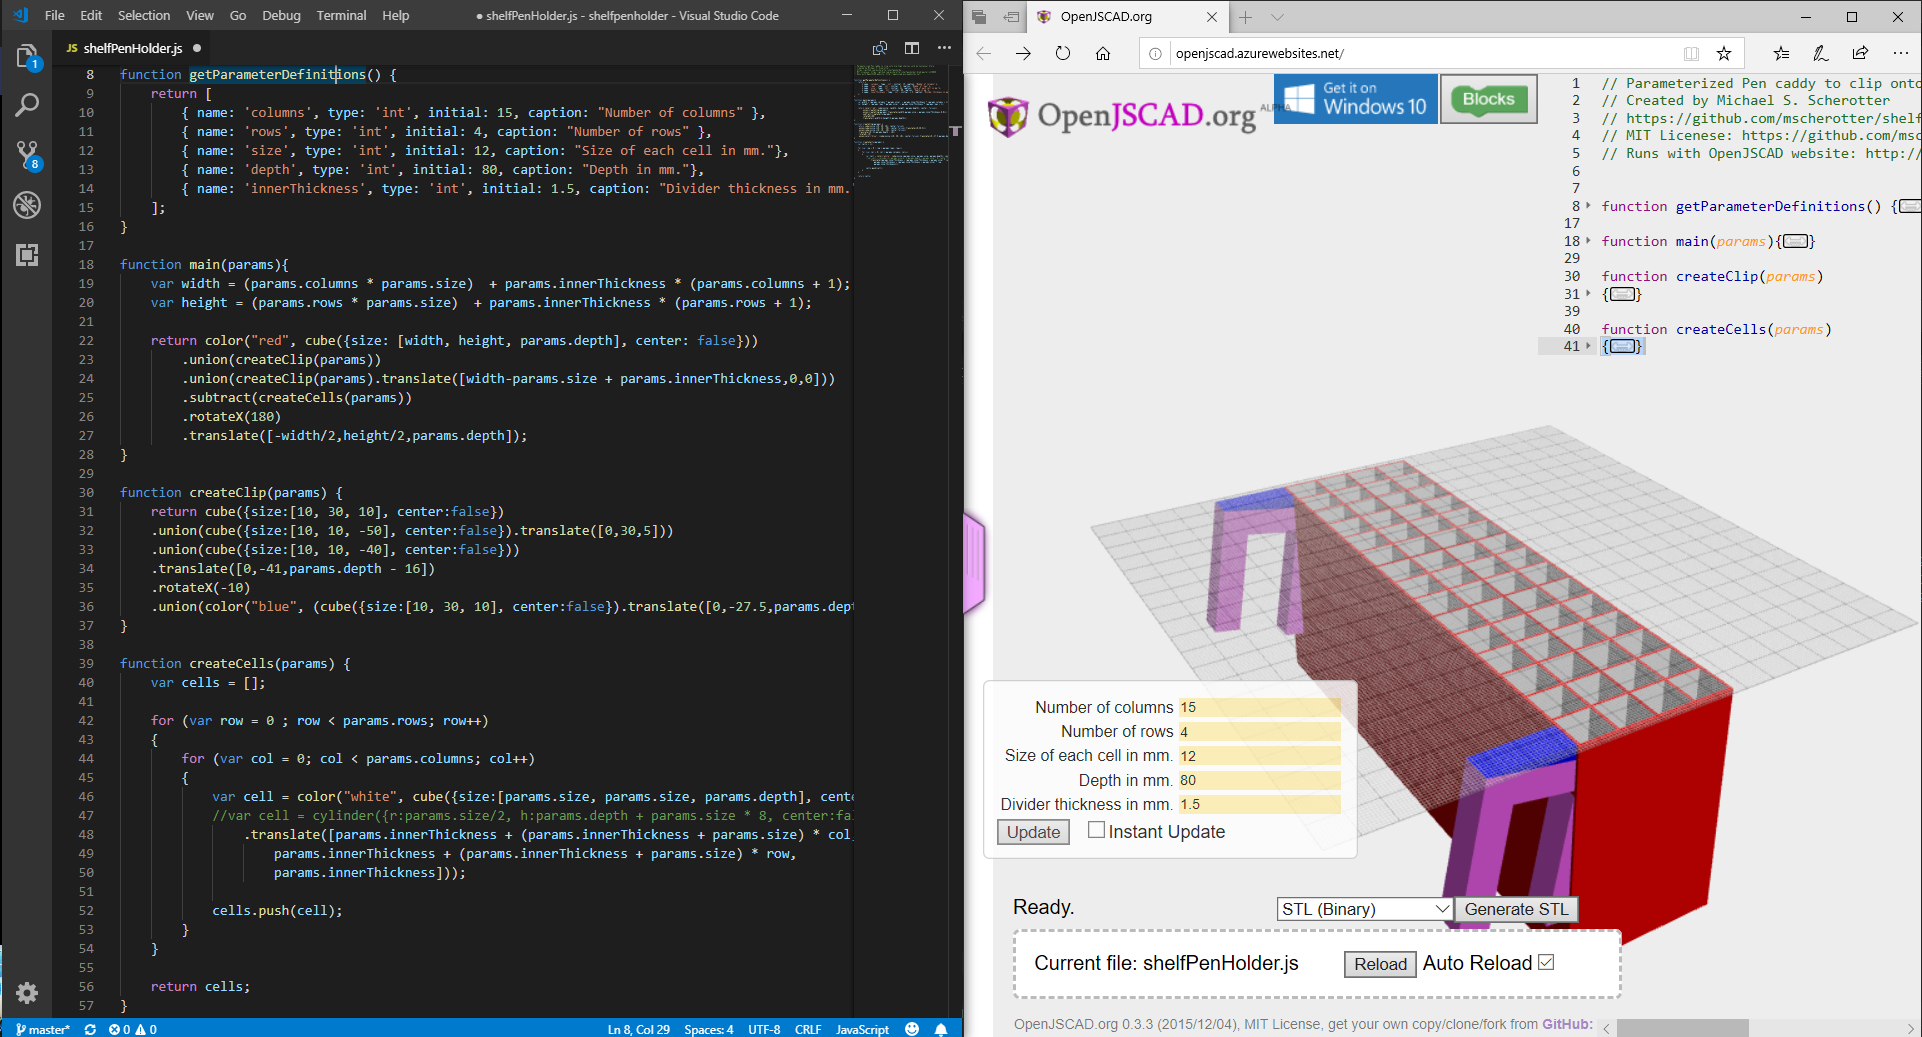 File Edit Selection View Go Debug Terminal Help
● shelfPenHolder.js - shelfpenholder - Visual Studio Code
JS shelfPenHolder.js ●
1
8
8 function getParameterDefinitions() {
9 return [
10 { name: 'columns', type: 'int', initial: 15, caption: "Number of columns" },
11 { name: 'rows', type: 'int', initial: 4, caption: "Number of rows" },
12 { name: 'size', type: 'int', initial: 12, caption: "Size of each cell in mm."},
13 { name: 'depth', type: 'int', initial: 80, caption: "Depth in mm."},
14 { name: 'innerThickness', type: 'int', initial: 1.5, caption: "Divider thickness in mm.
15 ];
16 }
17
18 function main(params){
19 var width = (params.columns * params.size)  + params.innerThickness * (params.columns + 1);
20 var height = (params.rows * params.size)  + params.innerThickness * (params.rows + 1);
21
22 return color("red", cube({size: [width, height, params.depth], center: false}))
23 .union(createClip(params))
24 .union(createClip(params).translate([width-params.size + params.innerThickness,0,0]))
25 .subtract(createCells(params))
26 .rotateX(180)
27 .translate([-width/2,height/2,params.depth]);
28 }
29
30 function createClip(params) {
31 return cube({size:[10, 30, 10], center:false})
32 .union(cube({size:[10, 10, -50], center:false}).translate([0,30,5]))
33 .union(cube({size:[10, 10, -40], center:false}))
34 .translate([0,-41,params.depth - 16])
35 .rotateX(-10)
36 .union(color("blue", (cube({size:[10, 30, 10], center:false}).translate([0,-27.5,params.dept
37 }
38
39 function createCells(params) {
40 var cells = [];
41
42 for (var row = 0 ; row < params.rows; row++)
43 {
44 for (var col = 0; col < params.columns; col++)
45 {
46 var cell = color("white", cube({size:[params.size, params.size, params.depth], cente
47 //var cell = cylinder({r:params.size/2, h:params.depth + params.size * 8, center:fal
48 .translate([params.innerThickness + (params.innerThickness + params.size) * col,
49 params.innerThickness + (params.innerThickness + params.size) * row,
50 params.innerThickness]));
51
52 cells.push(cell);
53 }
54 }
55
56 return cells;
57 }
master* 0 0 Ln 8, Col 29 Spaces: 4 UTF-8 CRLF JavaScript
OpenJSCAD.org
openjscad.azurewebsites.net/
OpenJSCAD.org ALPHA
Get it on
Windows 10
Blocks
1 // Parameterized Pen caddy to clip onto
2 // Created by Michael S. Scherotter
3 // https://github.com/mscherotter/shelf
4 // MIT Licenese: https://github.com/msc
5 // Runs with OpenJSCAD website: http://
6
7
8 function getParameterDefinitions() {
17
18 function main(params){}
29
30 function createClip(params)
31 {}
39
40 function createCells(params)
41 {}
Number of columns 15
Number of rows 4
Size of each cell in mm. 12
Depth in mm. 80
Divider thickness in mm. 1.5
Update Instant Update
Ready.
STL (Binary) Generate STL
Current file: shelfPenHolder.js Reload Auto Reload
OpenJSCAD.org 0.3.3 (2015/12/04), MIT License, get your own copy/clone/fork from GitHub: